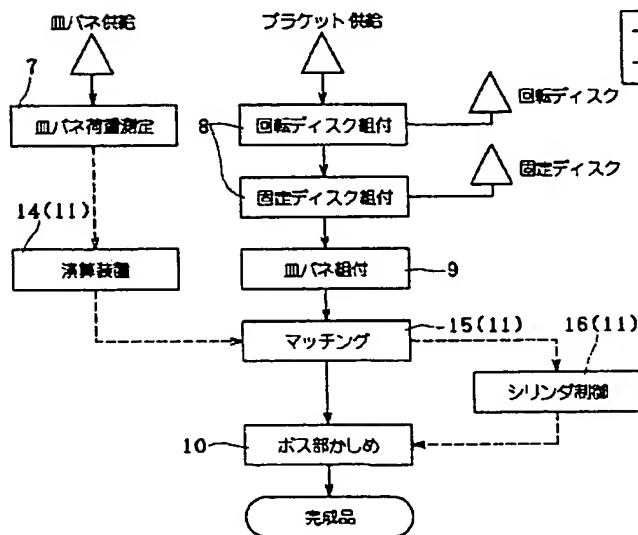 皿バネ供給
ブラケット供給
7
皿バネ荷重測定
8
回転ディスク組付
回転ディスク
固定ディスク組付
固定ディスク
14(11)
演算装置
皿バネ組付
9
マッチング
15(11)
16(11)
シリンダ制御
10
ボス部かしめ
完成品